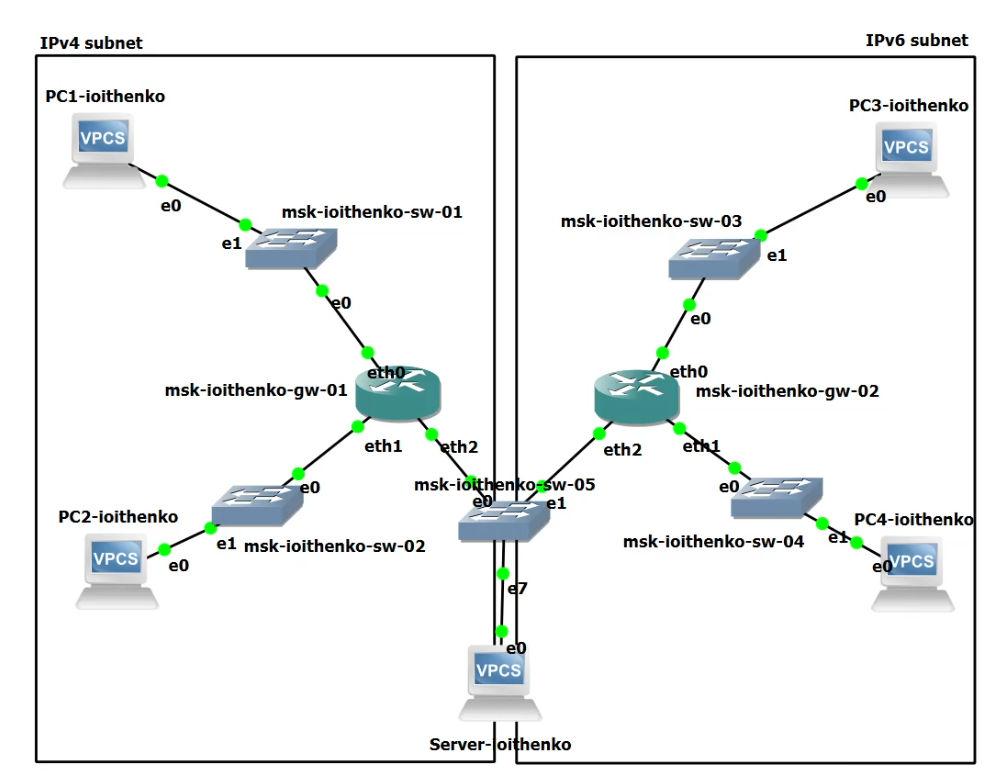 IPv4 subnet
IPv6 subnet
PC1-ioithenko
VPCS
e0
e1
msk-ioithenko-sw-01
e0
eth0
msk-ioithenko-gw-01
eth1
eth2
e0
PC2-ioithenko
VPCS
e0
e1
msk-ioithenko-sw-02
PC3-ioithenko
VPCS
e0
msk-ioithenko-sw-03
e1
e0
eth0
msk-ioithenko-gw-02
eth2
eth1
e0
msk-ioithenko-sw-04
PC4-ioithenko
e1
e0
VPCS
msk-ioithenko-sw-05
e0
e1
e7
e0
VPCS
Server-ioithenko